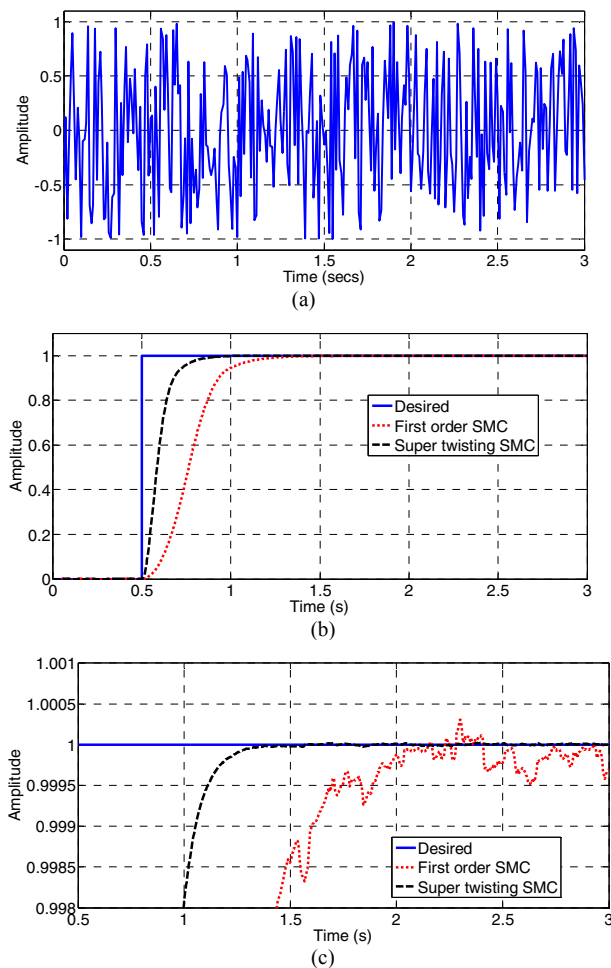 1
0.5
0
-0.5
-1
Amplitude
0 0.5 1 1.5 2 2.5 3
Time (secs)
(a)
1
0.8
0.6
0.4
0.2
0
Amplitude
Desired
First order SMC
Super twisting SMC
0 0.5 1 1.5 2 2.5 3
Time (s)
(b)
1.001
1.0005
1
0.9995
0.999
0.9985
0.998
Amplitude
Desired
First order SMC
Super twisting SMC
0.5 1 1.5 2 2.5 3
Time (s)
(c)